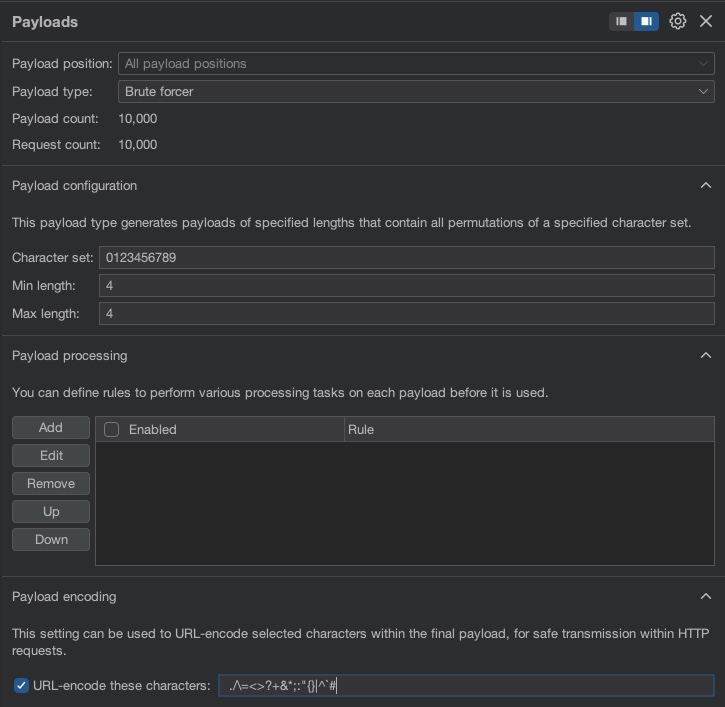 Payloads
Payload position: All payload positions
Payload type: Brute forcer
Payload count: 10,000
Request count: 10,000
Payload configuration
This payload type generates payloads of specified lengths that contain all permutations of a specified character set.
Character set: 0123456789
Min length: 4
Max length: 4
Payload processing
You can define rules to perform various processing tasks on each payload before it is used.
Add
Enabled Rule
Edit
Remove
Up
Down
Payload encoding
This setting can be used to URL-encode selected characters within the final payload, for safe transmission within HTTP
requests.
URL-encode these characters: ./\=<>?+&*;:"{}|^`#